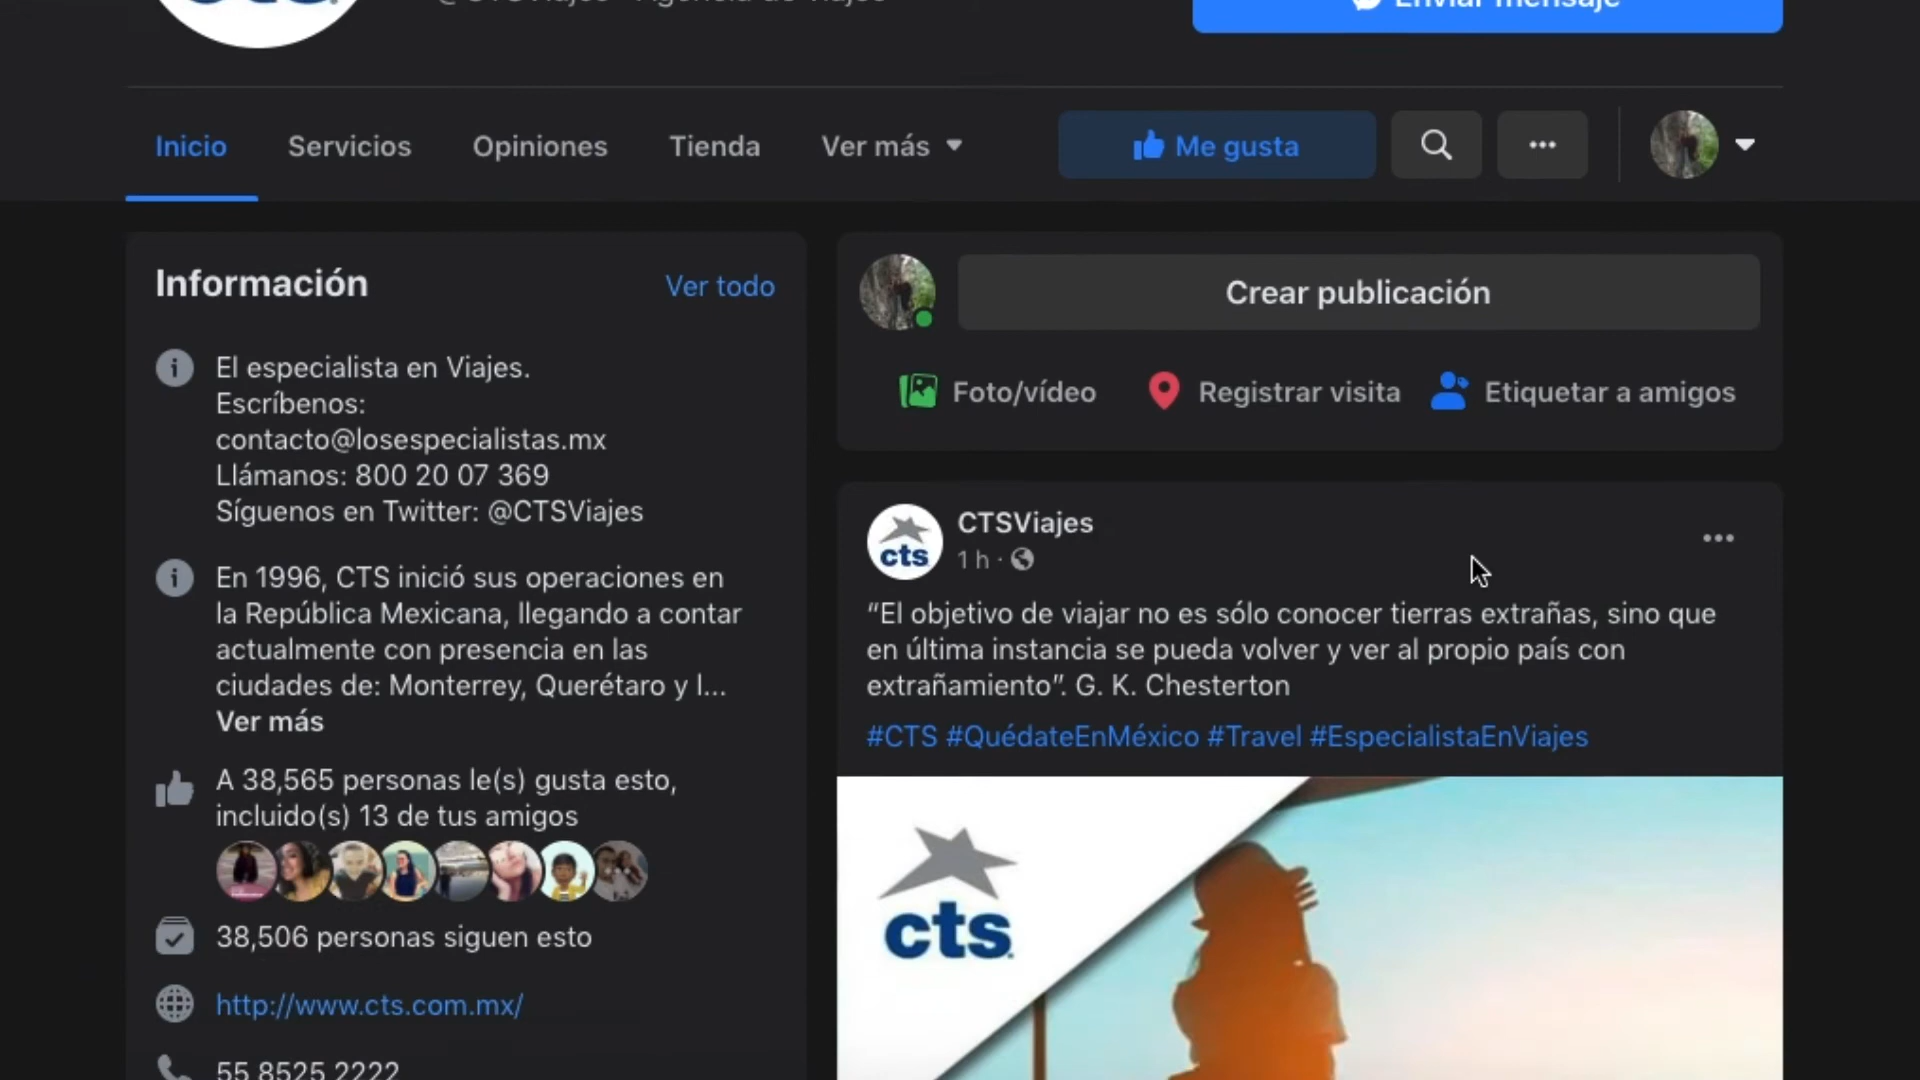 @CTSViajes · Agencia de viajes
Enviar mensaje
Inicio
Servicios
Opiniones
Tienda
Ver más
Me gusta
Información
Ver todo
El especialista en Viajes.
Escríbenos:
contacto@losespecialistas.mx
Llámanos: 800 20 07 369
Síguenos en Twitter: @CTSViajes
En 1996, CTS inició sus operaciones en
la República Mexicana, llegando a contar
actualmente con presencia en las
ciudades de: Monterrey, Querétaro y l...
Ver más
A 38,565 personas le(s) gusta esto,
incluido(s) 13 de tus amigos
38,506 personas siguen esto
http://www.cts.com.mx/
55 8525 2222
Crear publicación
Foto/vídeo
Registrar visita
Etiquetar a amigos
cts
CTSViajes
1 h ·
“El objetivo de viajar no es sólo conocer tierras extrañas, sino que
en última instancia se pueda volver y ver al propio país con
extrañamiento”. G. K. Chesterton
#CTS #QuédateEnMéxico #Travel #EspecialistaEnViajes
cts